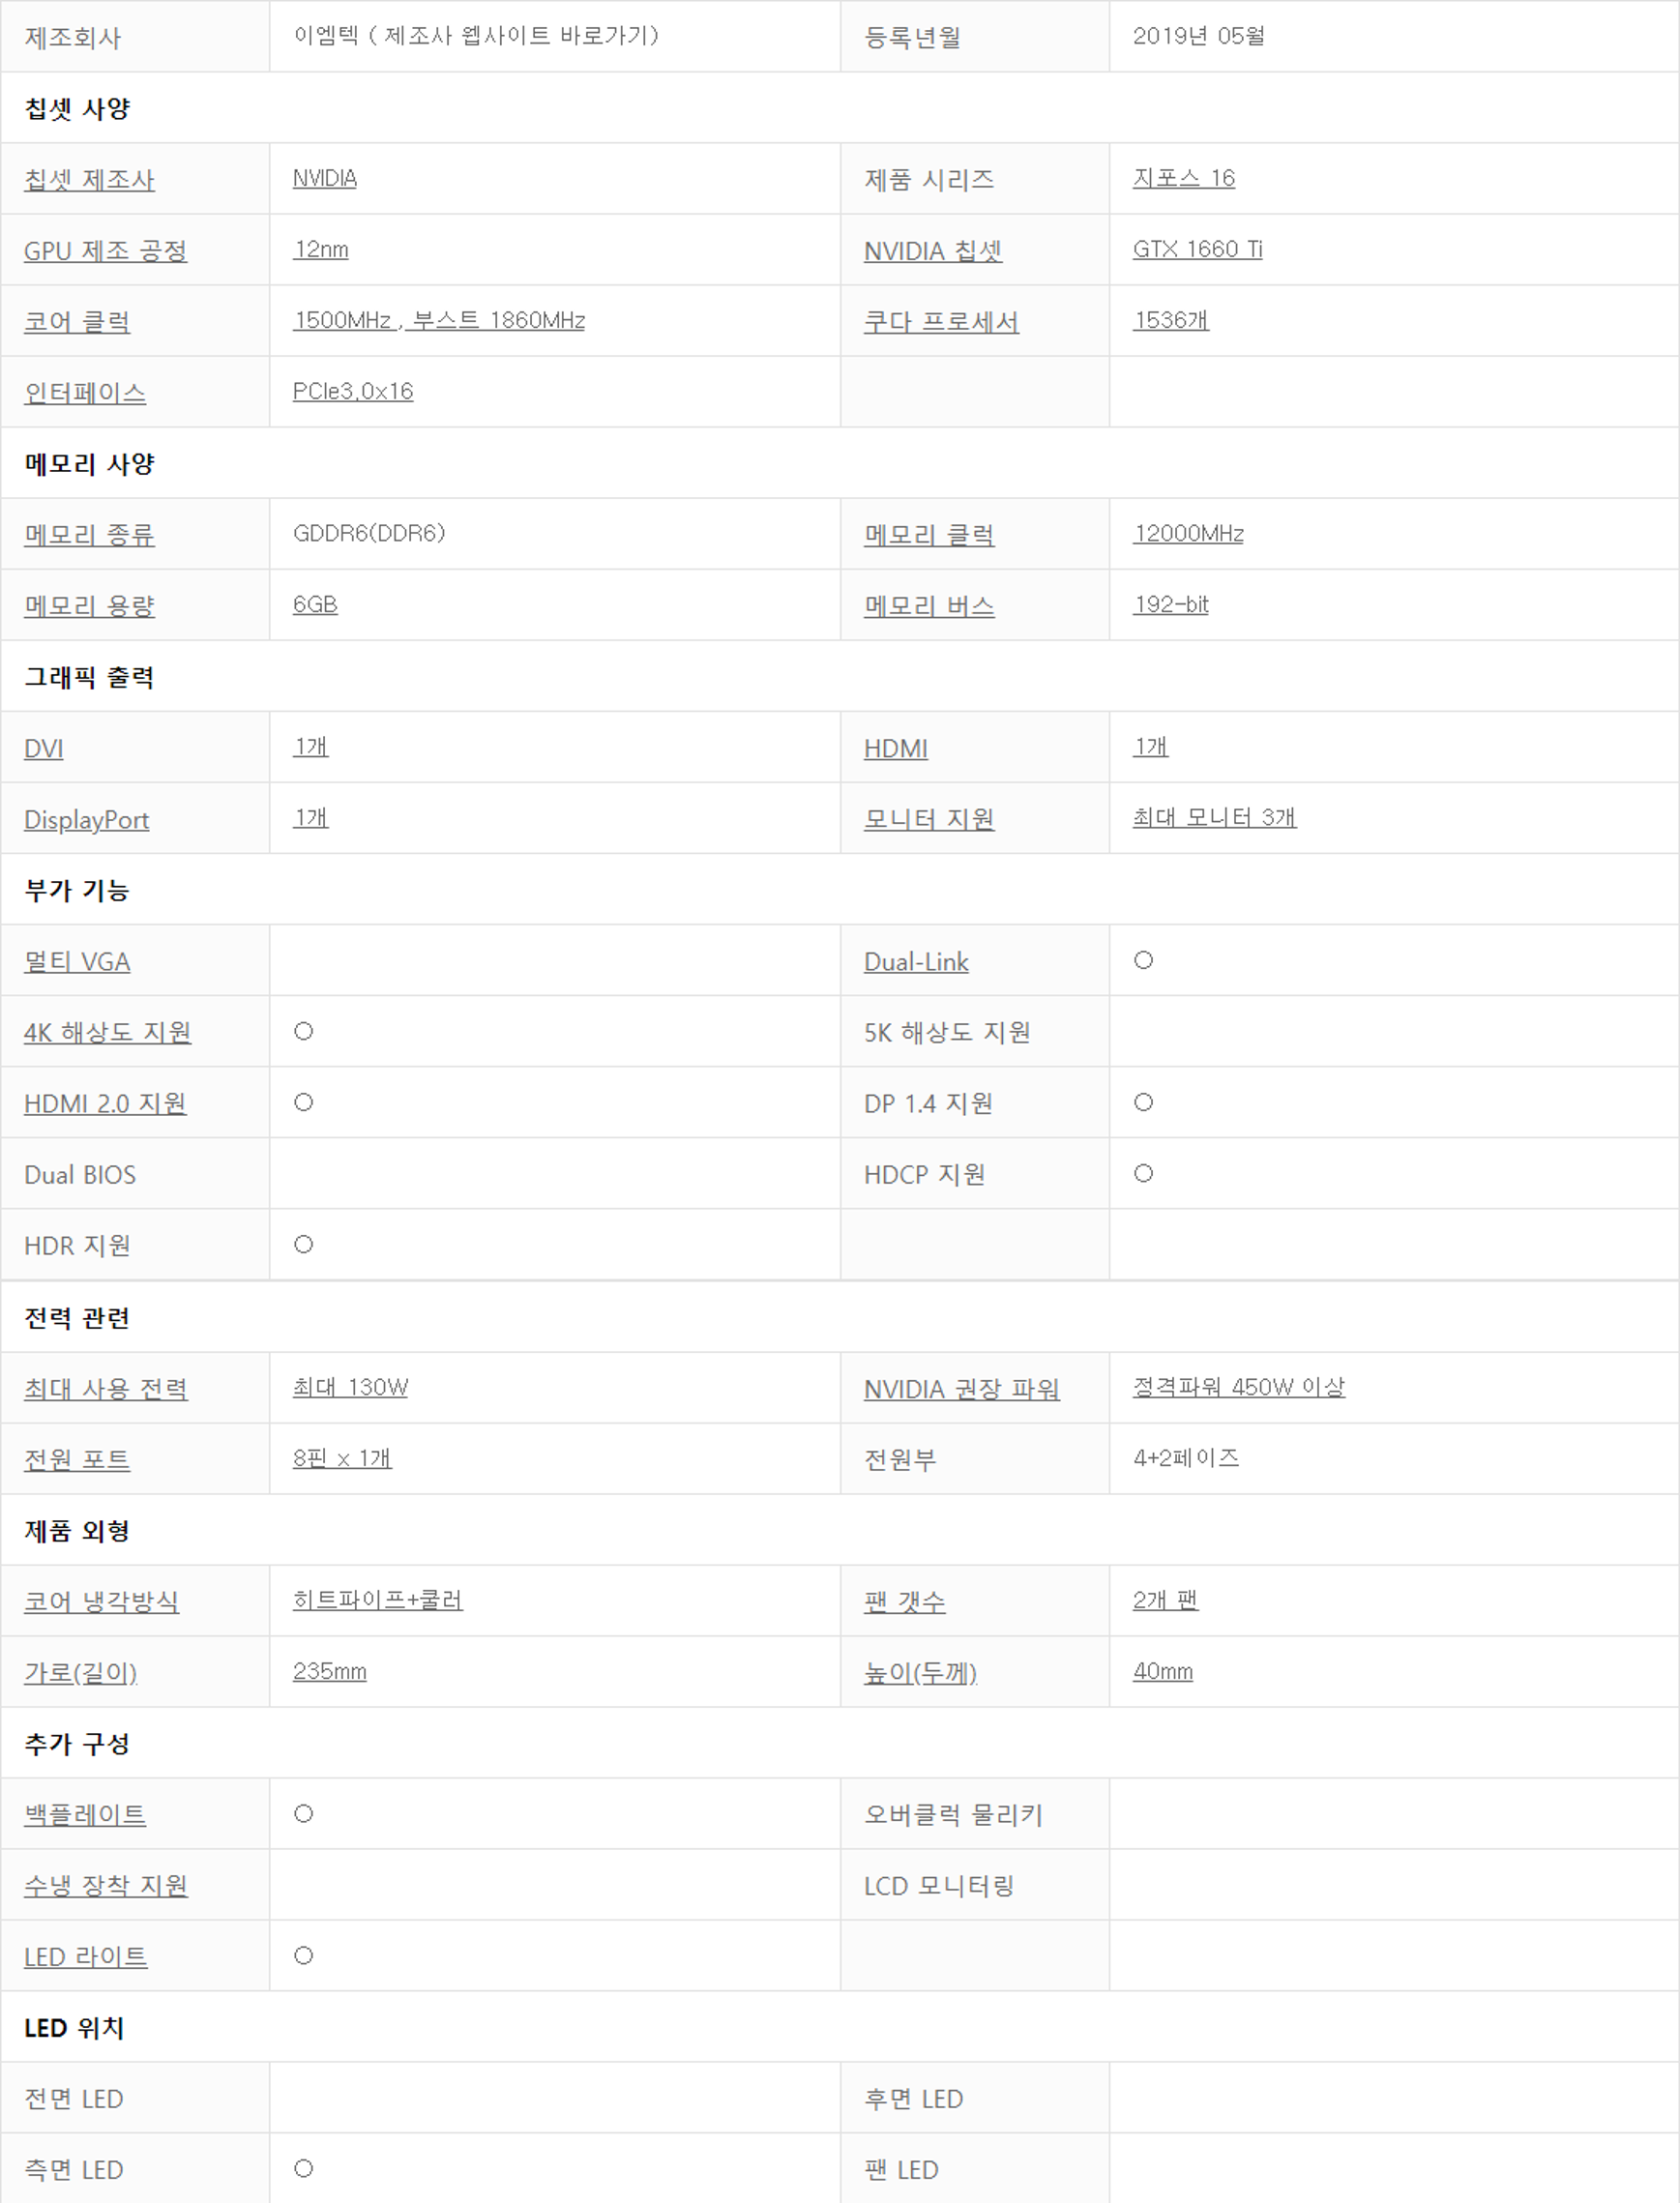 제조회사 이엠텍 ( 제조사 웹사이트 바로가기) 등록년월 2019년 05월
칩셋 사양
칩셋 제조사 NVIDIA 제품 시리즈 지포스 16
GPU 제조 공정 12nm NVIDIA 칩셋 GTX 1660 Ti
코어 클럭 1500MHz , 부스트 1860MHz 쿠다 프로세서 1536개
인터페이스 PCIe3.0x16
메모리 사양
메모리 종류 GDDR6(DDR6) 메모리 클럭 12000MHz
메모리 용량 6GB 메모리 버스 192-bit
그래픽 출력
DVI 1개 HDMI 1개
DisplayPort 1개 모니터 지원 최대 모니터 3개
부가 기능
멀티 VGA Dual-Link ○
4K 해상도 지원 ○ 5K 해상도 지원
HDMI 2.0 지원 ○ DP 1.4 지원 ○
Dual BIOS HDCP 지원 ○
HDR 지원 ○
전력 관련
최대 사용 전력 최대 130W NVIDIA 권장 파워 정격파워 450W 이상
전원 포트 8핀 x 1개 전원부 4+2페이즈
제품 외형
코어 냉각방식 히트파이프+쿨러 팬 갯수 2개 팬
가로(길이) 235mm 높이(두께) 40mm
추가 구성
백플레이트 ○ 오버클럭 물리키
수냉 장착 지원 LCD 모니터링
LED 라이트 ○
LED 위치
전면 LED 후면 LED
측면 LED ○ 팬 LED